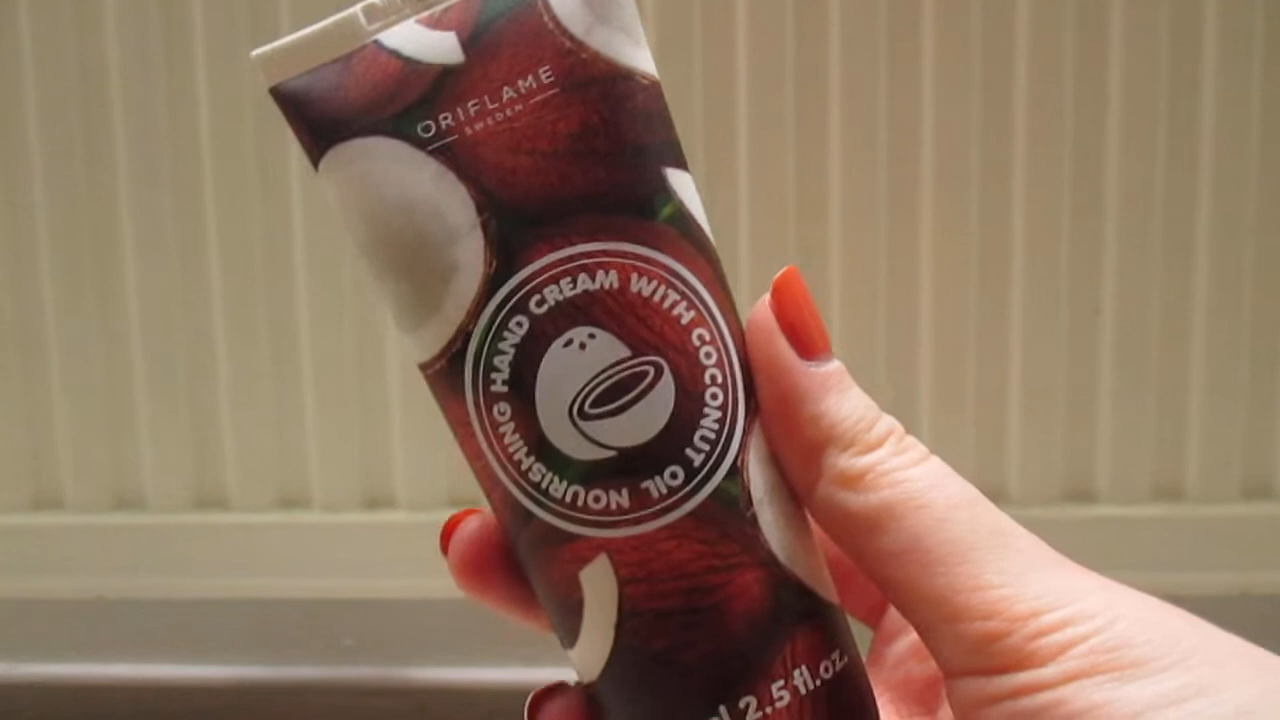 ORIFLAME
SWEDEN
NOURISHING HAND CREAM WITH COCONUT OIL
2.5 fl.oz.